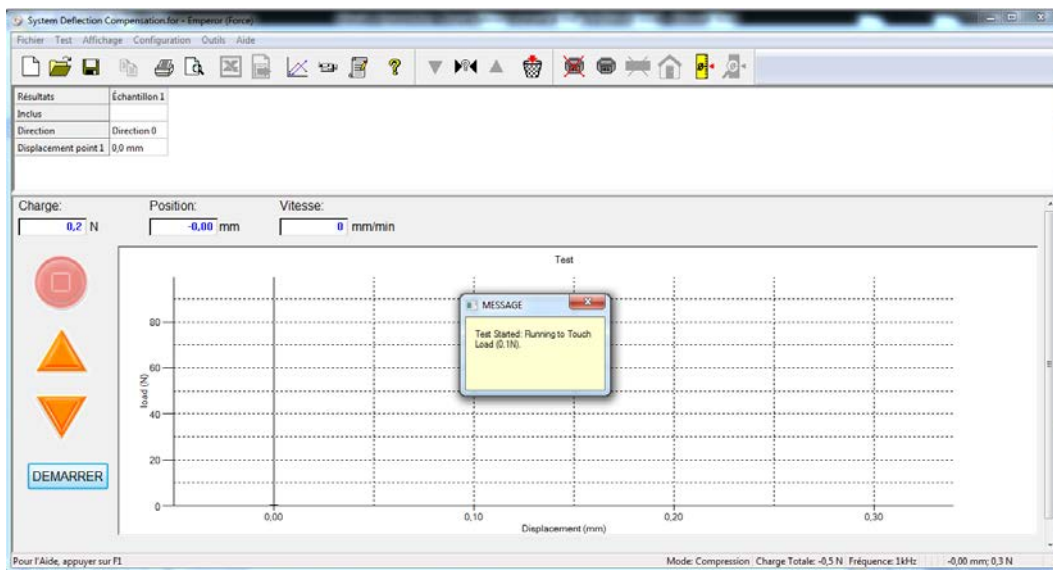 System Deflection Compensation.for - Emperor (Force)
Fichier Test Affichage Configuration Outils Aide
Résultats Échantillon 1
Inclus
Direction Direction 0
Displacement point 1 0,0 mm
Charge: Position: Vitesse:
0,2 N -0,00 mm 0 mm/min
Test
MESSAGE
Test Started: Running to Touch
Load (0.1N).
80
60
40
20
0
load (N)
DEMARRER
0,00 0,10 0,20 0,30
Displacement (mm)
Pour l'Aide, appuyer sur F1 Mode: Compression Charge Totale: -0,5 N Fréquence: 1kHz -0,00 mm; 0,3 N